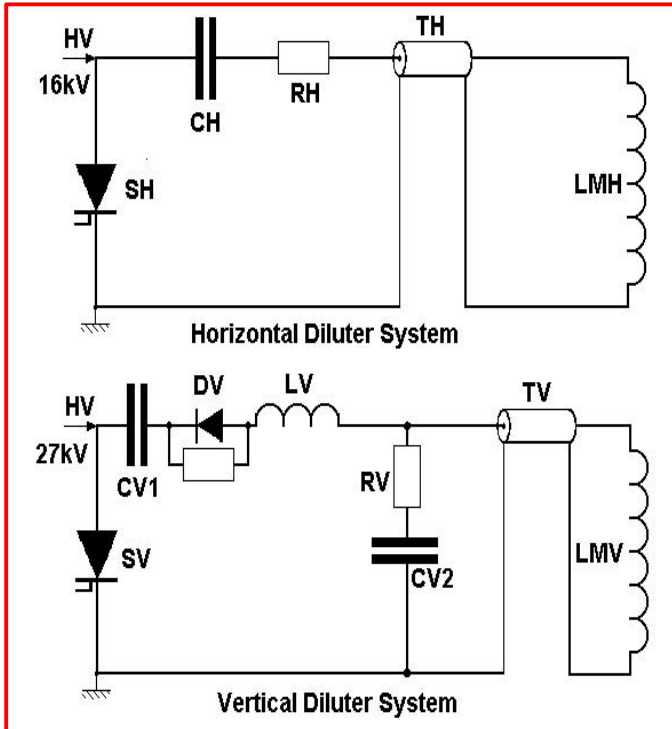 HV
TH
16kV
RH
CH
SH
LMH
Horizontal Diluter System
DV
LV
TV
HV
27kV
CV1
RV
SV
CV2
LMV
Vertical Diluter System